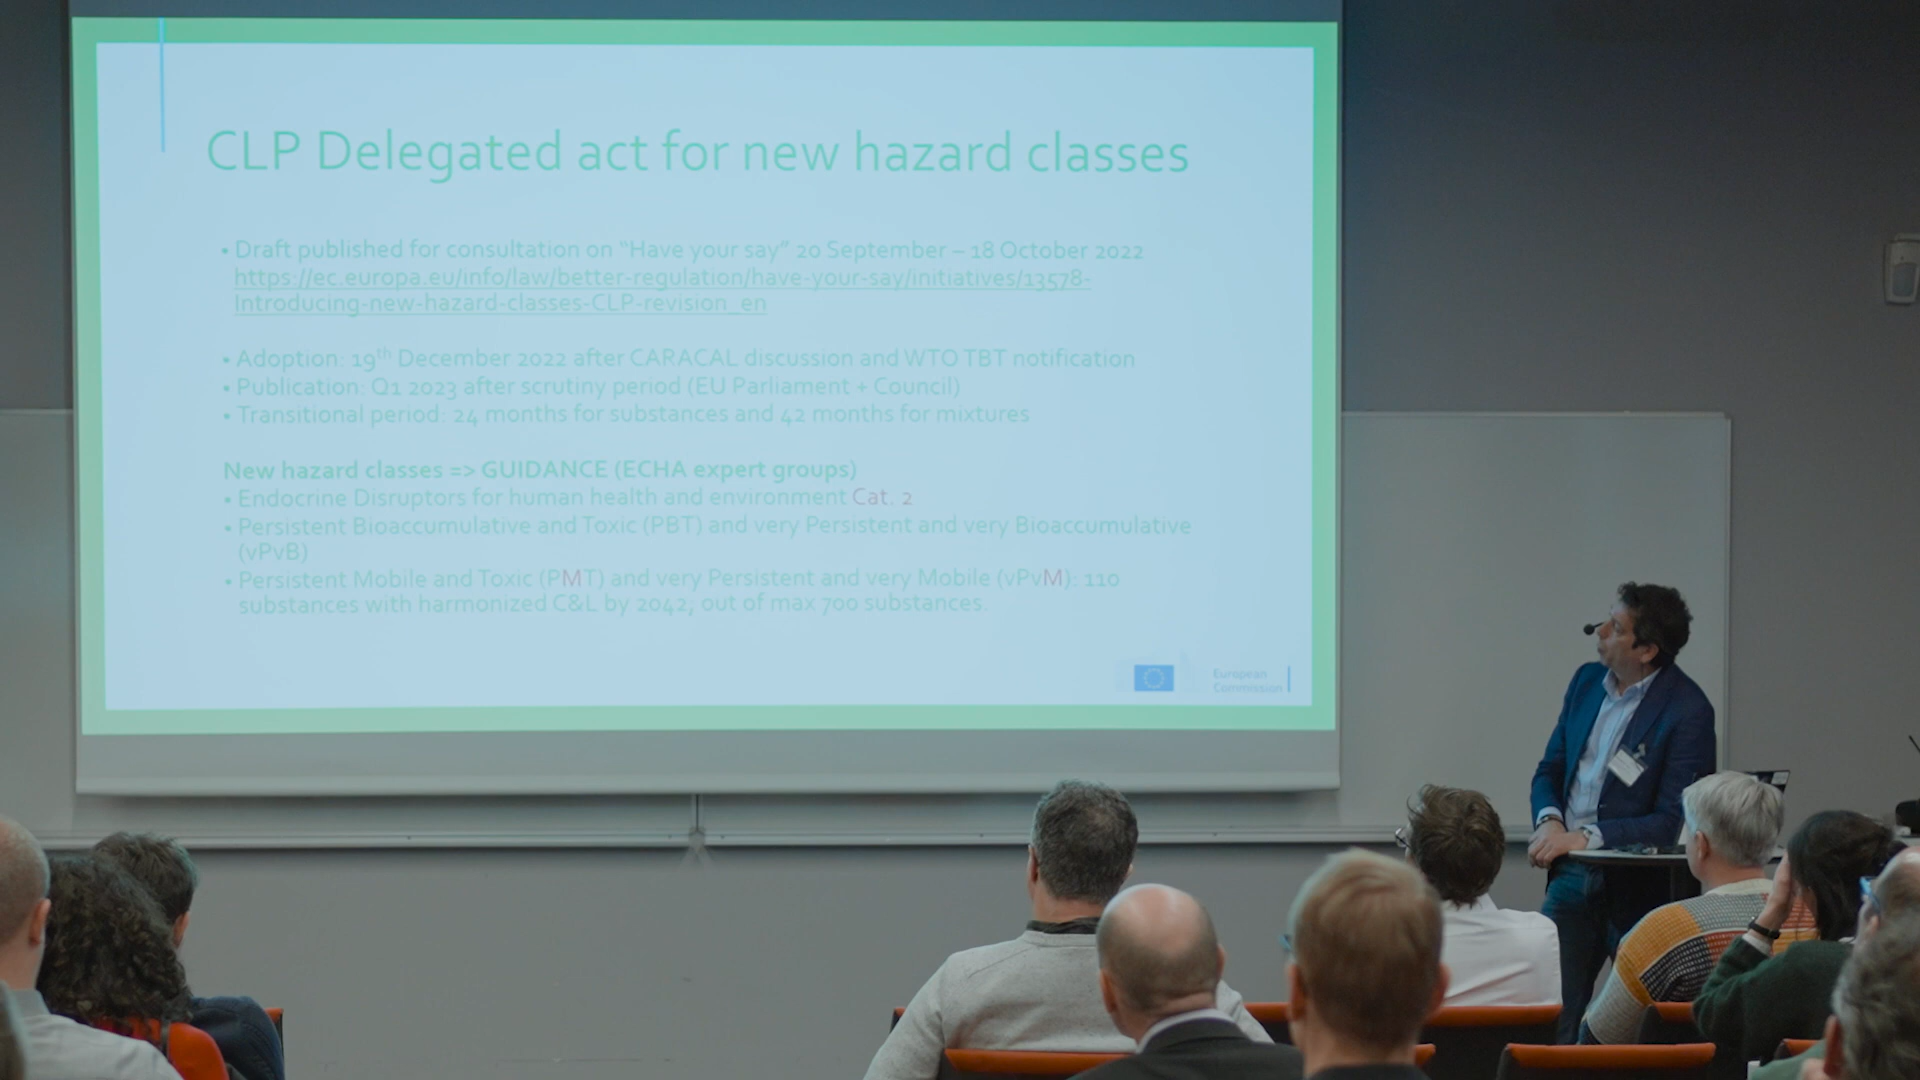 CLP Delegated act for new hazard classes
• Draft published for consultation on “Have your say” 20 September – 18 October 2022
https://ec.europa.eu/info/law/better-regulation/have-your-say/initiatives/13578-
Introducing-new-hazard-classes-CLP-revision_en
• Adoption: 19th December 2022 after CARACAL discussion and WTO TBT notification
• Publication: Q1 2023 after scrutiny period (EU Parliament + Council)
• Transitional period: 24 months for substances and 42 months for mixtures
New hazard classes => GUIDANCE (ECHA expert groups)
• Endocrine Disruptors for human health and environment Cat. 2
• Persistent Bioaccumulative and Toxic (PBT) and very Persistent and very Bioaccumulative
(vPvB)
• Persistent Mobile and Toxic (PMT) and very Persistent and very Mobile (vPvM): 110
substances with harmonized C&L by 2042; out of max 700 substances.
European
Commission